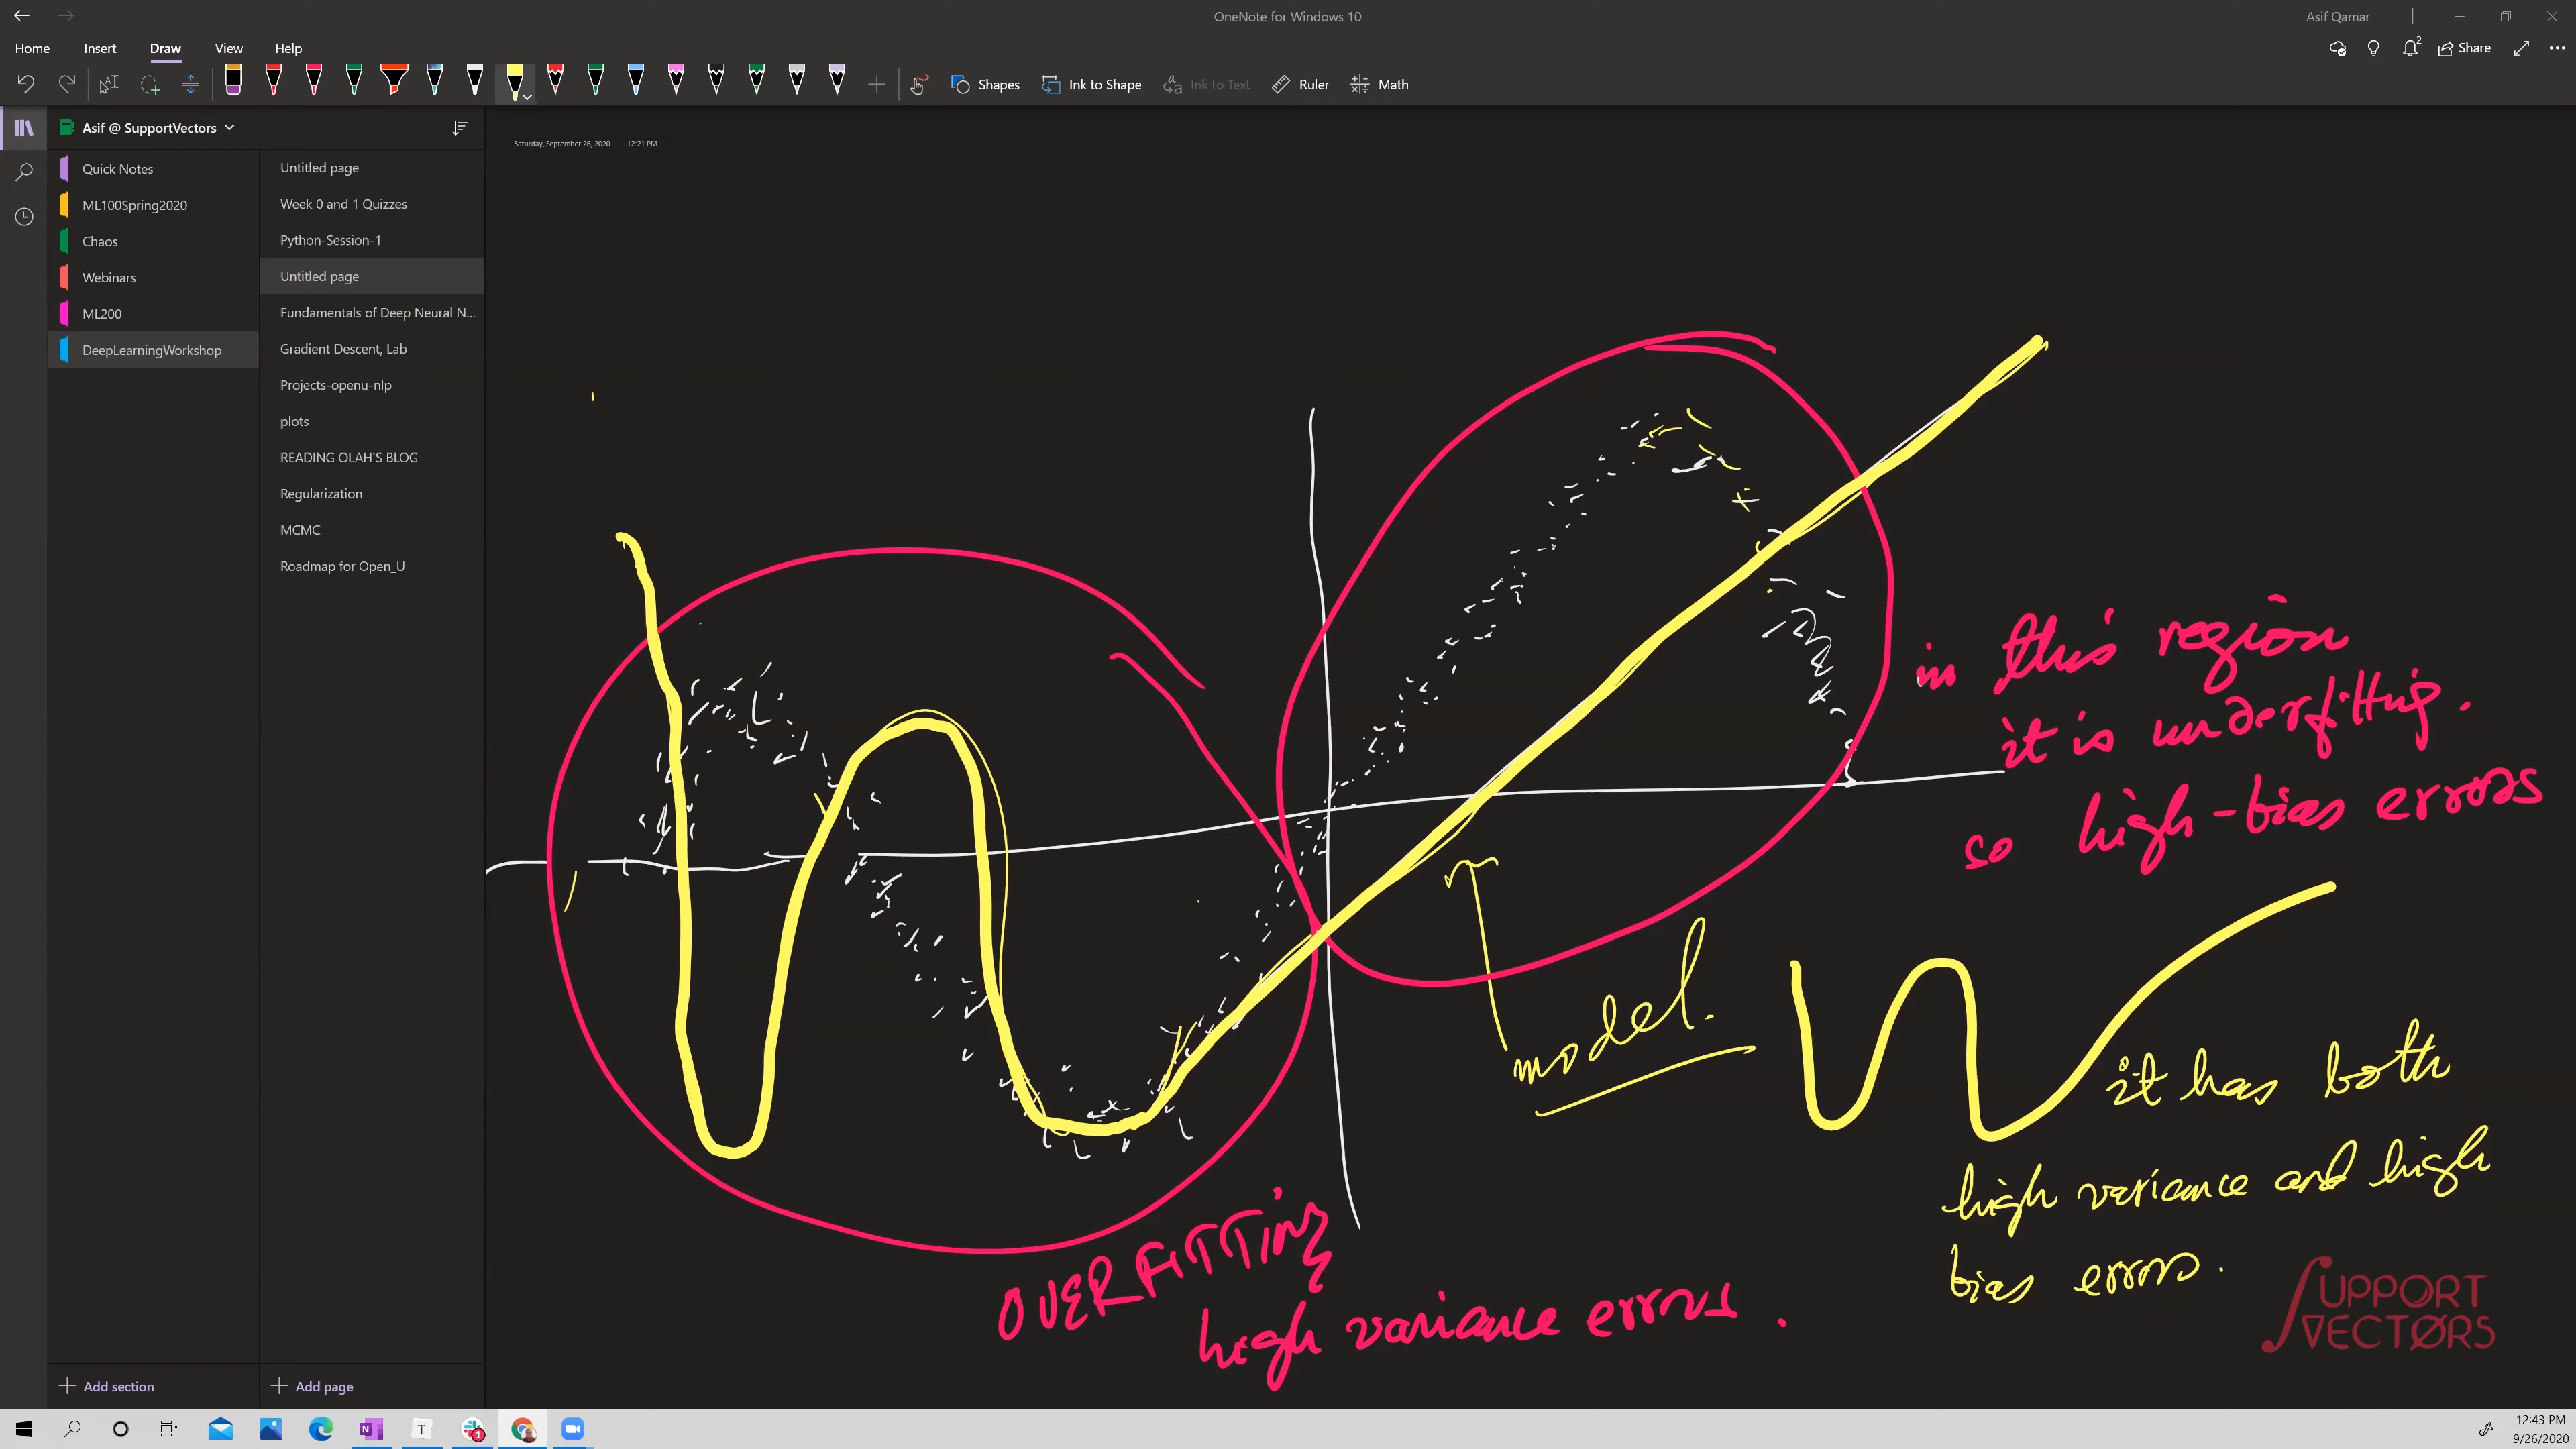 OneNote for Windows 10
Asif Qamar
Home Insert Draw View Help
2 Share
Shapes Ink to Shape Ink to Text Ruler Math
Asif @ SupportVectors
Quick Notes
ML100Spring2020
Chaos
Webinars
ML200
DeepLearningWorkshop
Untitled page
Week 0 and 1 Quizzes
Python-Session-1
Untitled page
Fundamentals of Deep Neural N...
Gradient Descent, Lab
Projects-openu-nlp
plots
READING OLAH'S BLOG
Regularization
MCMC
Roadmap for Open_U
Saturday, September 26, 2020 12:21 PM
in this region
it is underfitting.
so high-bias errors
model.
it has both
high variance and high
bias errors.
OVERFITTING
high variance errors.
SUPPORT
VECTORS
Add section
Add page
N T 1
12:43 PM
9/26/2020